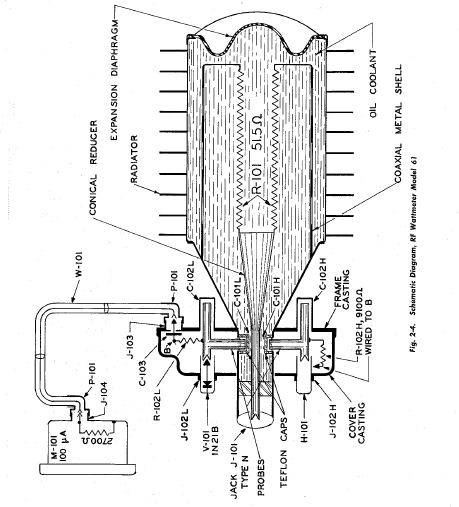 EXPANSION DIAPHRAGM
CONICAL REDUCER
RADIATOR
W-101
P-101
C-102L
J-103
C-103
B
R-102L
J-102L
V-101
1N21B
JACK J-101
TYPE N
PROBES
TEFLON CAPS
H-101
J-102H
COVER
CASTING
R-102H, 9100Ω
WIRED TO B
FRAME
CASTING
C-102H
C-101L
C-101H
R-101 51.5Ω
OIL COOLANT
COAXIAL METAL SHELL
P-101
J-104
M-101
100 µA
2700Ω
Fig. 2-4. Schematic Diagram, RF Wattmeter Model 61